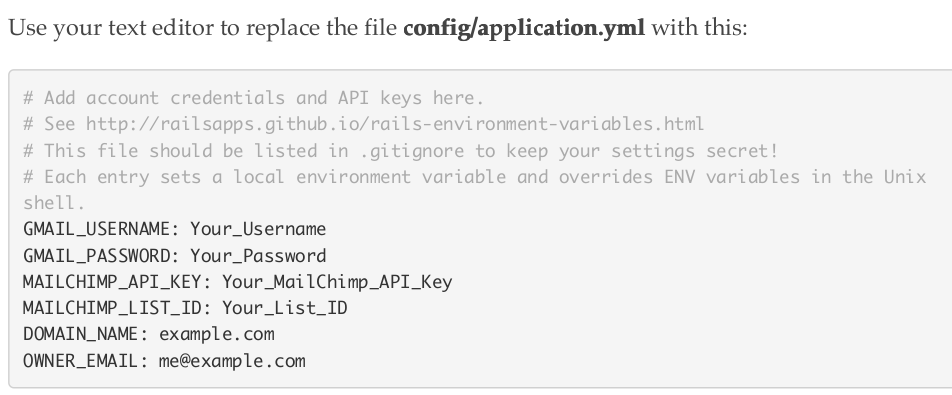 Use your text editor to replace the file config/application.yml with this:
# Add account credentials and API keys here.
# See http://railsapps.github.io/rails-environment-variables.html
# This file should be listed in .gitignore to keep your settings secret!
# Each entry sets a local environment variable and overrides ENV variables in the Unix
shell.
GMAIL_USERNAME: Your_Username
GMAIL_PASSWORD: Your_Password
MAILCHIMP_API_KEY: Your_MailChimp_API_Key
MAILCHIMP_LIST_ID: Your_List_ID
DOMAIN_NAME: example.com
OWNER_EMAIL: me@example.com